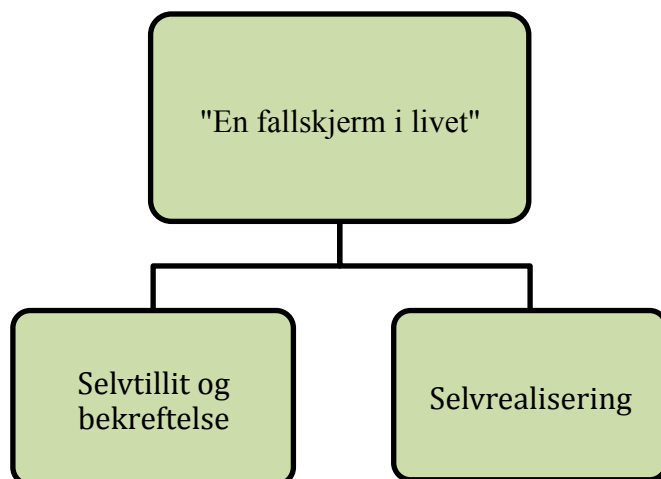 "En fallskjerm i livet"
Selvtillit og
bekreftelse
Selvrealisering